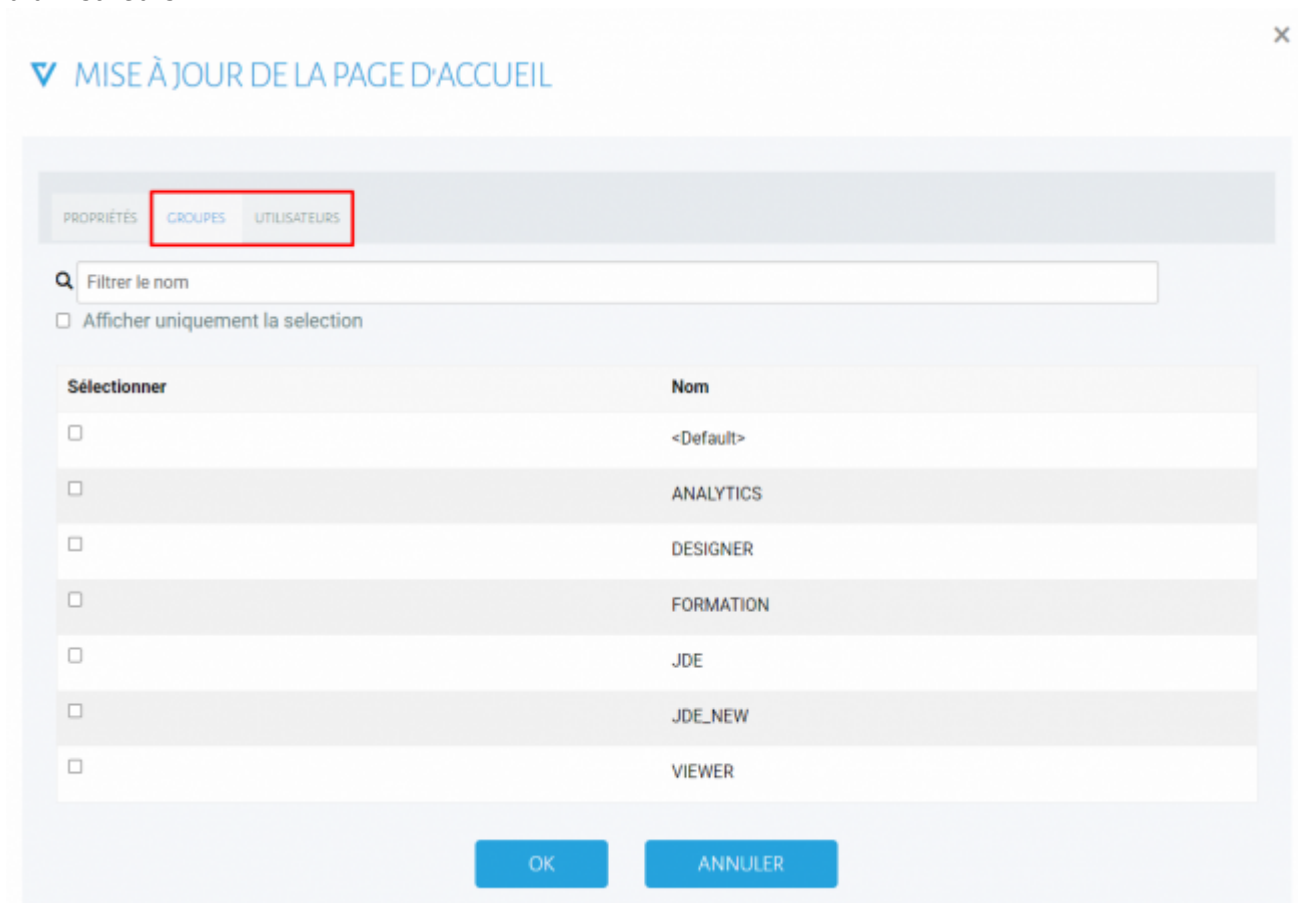 ×
MISE À JOUR DE LA PAGE D'ACCUEIL
PROPRIÉTÉS GROUPES UTILISATEURS
Filtrer le nom
Afficher uniquement la selection
Sélectionner Nom
<Default>
ANALYTICS
DESIGNER
FORMATION
JDE
JDE_NEW
VIEWER
OK ANNULER